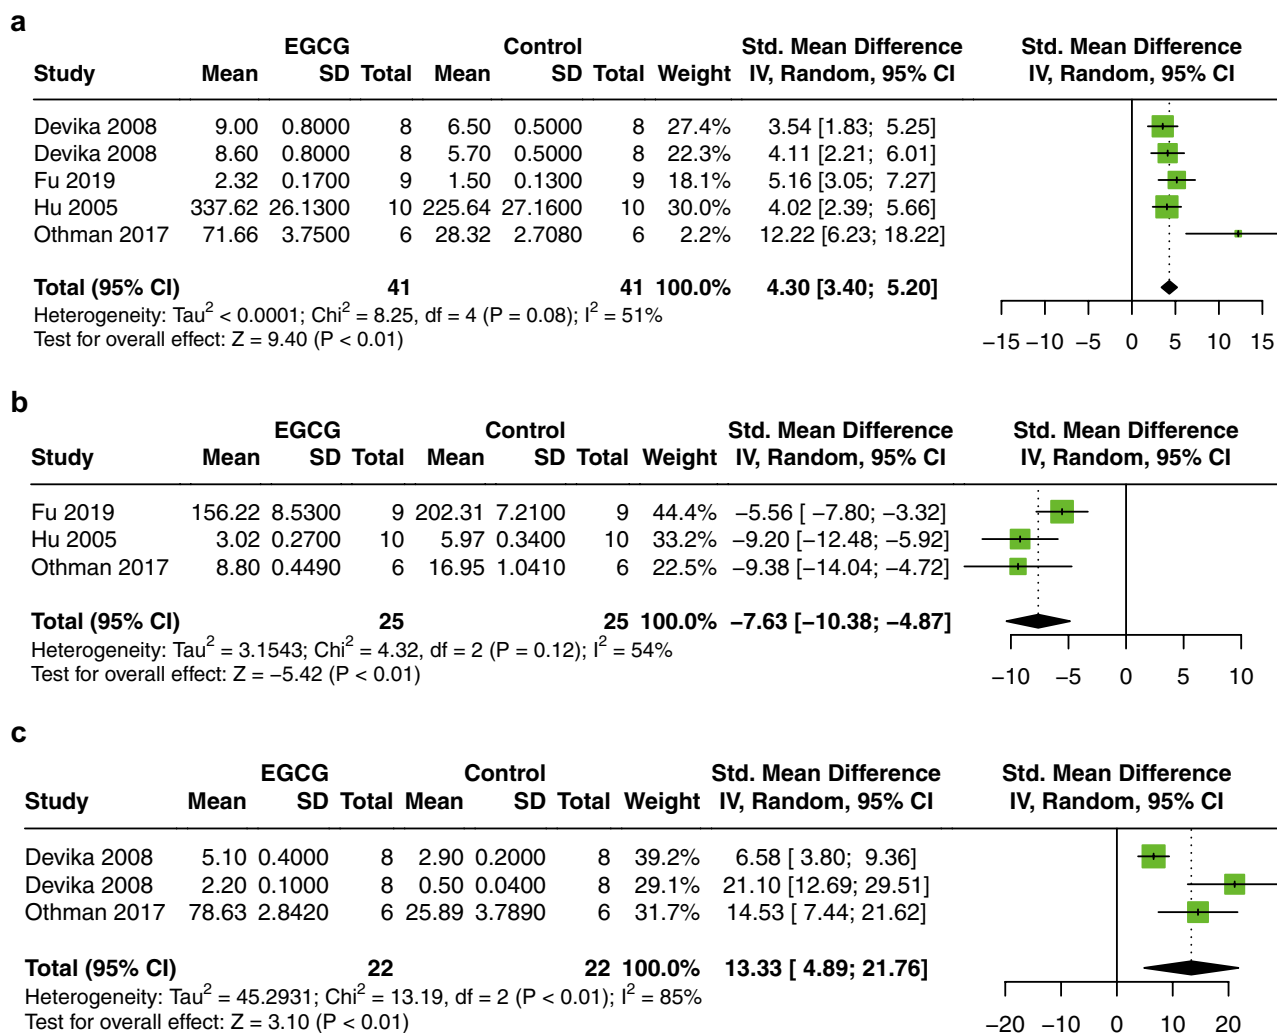 a
EGCG Control Std. Mean Difference Std. Mean Difference
Study Mean SD Total Mean SD Total Weight IV, Random, 95% CI IV, Random, 95% CI
Devika 2008 9.00 0.8000 8 6.50 0.5000 8 27.4% 3.54 [1.83; 5.25]
Devika 2008 8.60 0.8000 8 5.70 0.5000 8 22.3% 4.11 [2.21; 6.01]
Fu 2019 2.32 0.1700 9 1.50 0.1300 9 18.1% 5.16 [3.05; 7.27]
Hu 2005 337.62 26.1300 10 225.64 27.1600 10 30.0% 4.02 [2.39; 5.66]
Othman 2017 71.66 3.7500 6 28.32 2.7080 6 2.2% 12.22 [6.23; 18.22]
Total (95% CI) 41 41 100.0% 4.30 [3.40; 5.20]
Heterogeneity: Tau² < 0.0001; Chi² = 8.25, df = 4 (P = 0.08); I² = 51%
Test for overall effect: Z = 9.40 (P < 0.01)
−15 −10 −5 0 5 10 15
b
EGCG Control Std. Mean Difference Std. Mean Difference
Study Mean SD Total Mean SD Total Weight IV, Random, 95% CI IV, Random, 95% CI
Fu 2019 156.22 8.5300 9 202.31 7.2100 9 44.4% −5.56 [ −7.80; −3.32]
Hu 2005 3.02 0.2700 10 5.97 0.3400 10 33.2% −9.20 [−12.48; −5.92]
Othman 2017 8.80 0.4490 6 16.95 1.0410 6 22.5% −9.38 [−14.04; −4.72]
Total (95% CI) 25 25 100.0% −7.63 [−10.38; −4.87]
Heterogeneity: Tau² = 3.1543; Chi² = 4.32, df = 2 (P = 0.12); I² = 54%
Test for overall effect: Z = −5.42 (P < 0.01)
−10 −5 0 5 10
c
EGCG Control Std. Mean Difference Std. Mean Difference
Study Mean SD Total Mean SD Total Weight IV, Random, 95% CI IV, Random, 95% CI
Devika 2008 5.10 0.4000 8 2.90 0.2000 8 39.2% 6.58 [ 3.80; 9.36]
Devika 2008 2.20 0.1000 8 0.50 0.0400 8 29.1% 21.10 [12.69; 29.51]
Othman 2017 78.63 2.8420 6 25.89 3.7890 6 31.7% 14.53 [ 7.44; 21.62]
Total (95% CI) 22 22 100.0% 13.33 [ 4.89; 21.76]
Heterogeneity: Tau² = 45.2931; Chi² = 13.19, df = 2 (P < 0.01); I² = 85%
Test for overall effect: Z = 3.10 (P < 0.01)
−20 −10 0 10 20